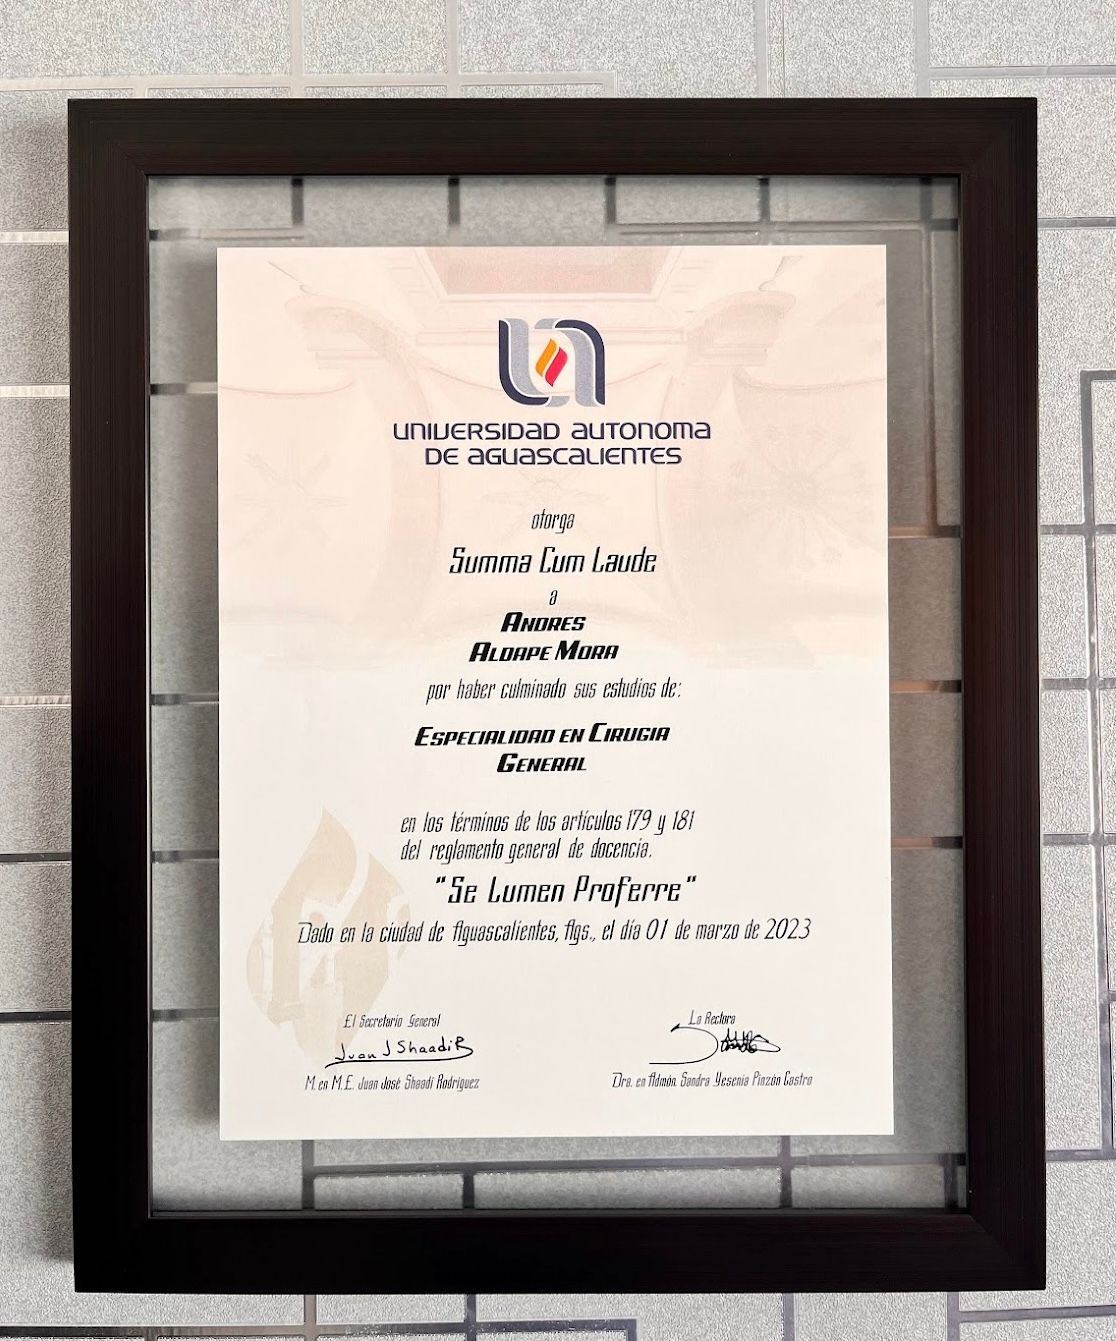 UNIVERSIDAD AUTONOMA
DE AGUASCALIENTES
otorga
Summa Cum Laude
a
ANDRES
ALDAPE MORA
por haber culminado sus estudios de:
ESPECIALIDAD EN CIRUGIA
GENERAL
en los términos de los artículos 179 y 181
del reglamento general de docencia.
"Se Lumen Proferre"
Dado en la ciudad de Aguascalientes, Ags., el día 01 de marzo de 2023
El Secretario General
Juan J Shaadi R
M. en M.E. Juan José Shaadi Rodríguez
La Rectora
Dra. en Admón. Sandra Yesenia Pinzón Castro